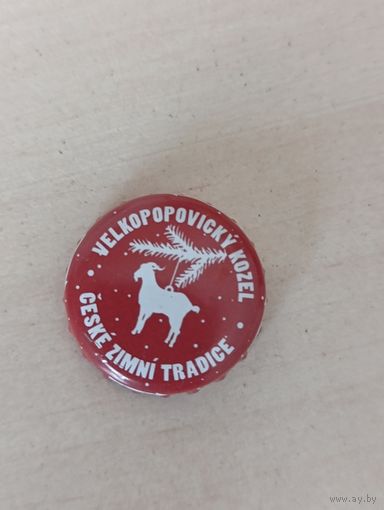 VELKOPOPOVICKÝ KOZEL
ČESKÉ ZIMNÍ TRADICE
www.ay.by